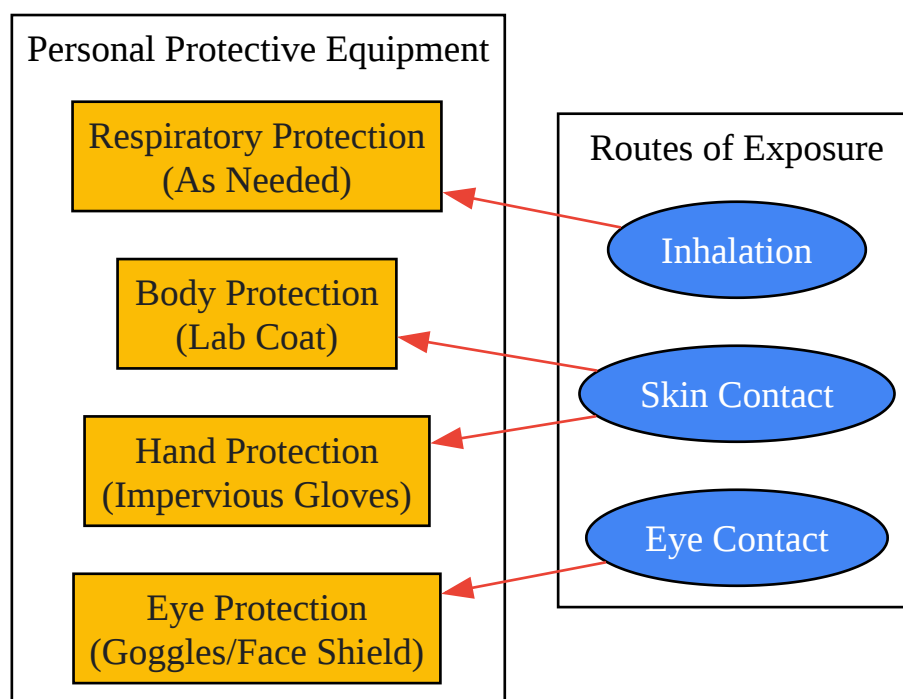 Personal Protective Equipment
Respiratory Protection
(As Needed)
Body Protection
(Lab Coat)
Hand Protection
(Impervious Gloves)
Eye Protection
(Goggles/Face Shield)
Routes of Exposure
Inhalation
Skin Contact
Eye Contact